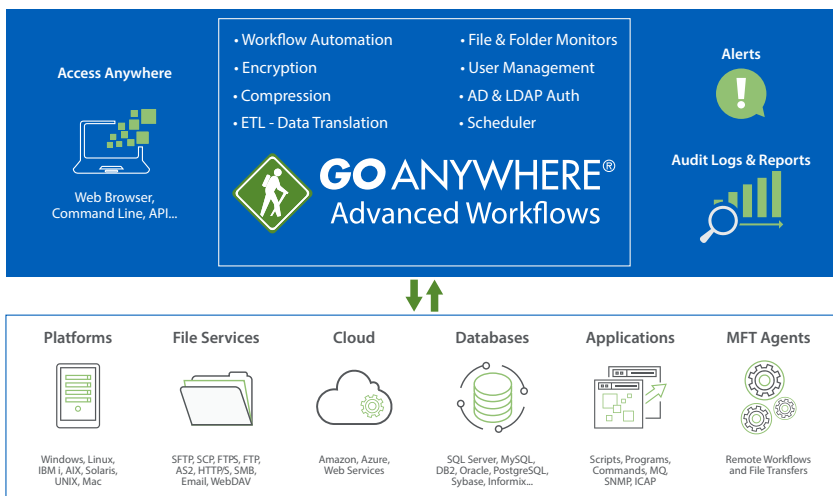 Access Anywhere
Web Browser,
Command Line, API...
• Workflow Automation
• Encryption
• Compression
• ETL - Data Translation
• File & Folder Monitors
• User Management
• AD & LDAP Auth
• Scheduler
GO ANYWHERE®
Advanced Workflows
Alerts
!
Audit Logs & Reports
Platforms
Windows, Linux,
IBM i, AIX, Solaris,
UNIX, Mac
File Services
SFTP, SCP, FTPS, FTP,
AS2, HTTP/S, SMB,
Email, WebDAV
Cloud
Amazon, Azure,
Web Services
Databases
SQL Server, MySQL,
DB2, Oracle, PostgreSQL,
Sybase, Informix...
Applications
Scripts, Programs,
Commands, MQ,
SNMP, ICAP
MFT Agents
Remote Workflows
and File Transfers